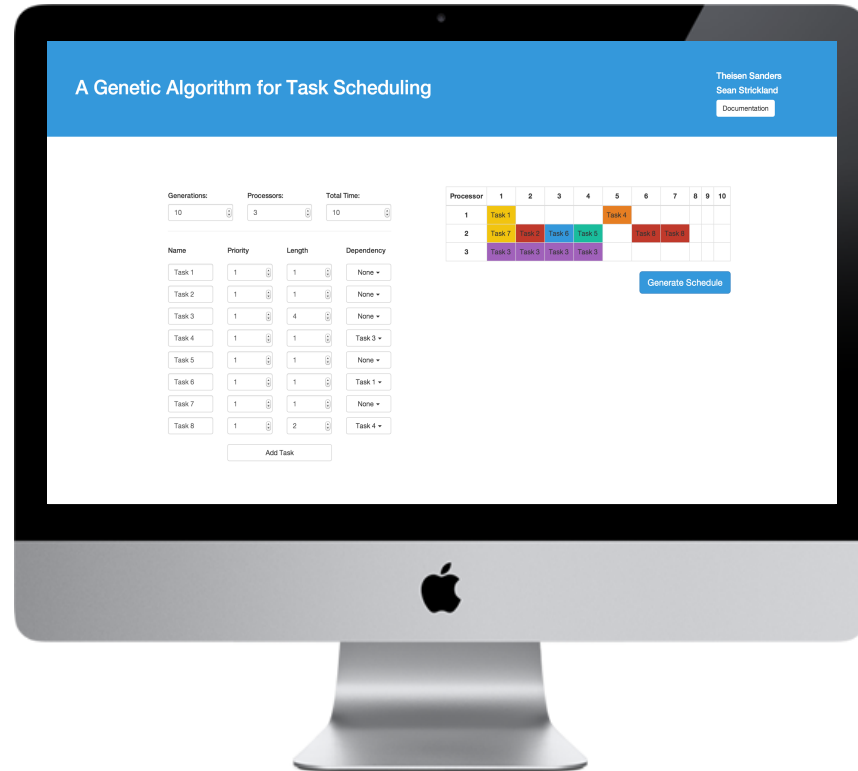 A Genetic Algorithm for Task Scheduling
Theisen Sanders
Sean Strickland
Documentation
Generations: Processors: Total Time:
10 3 10
Name Priority Length Dependency
Task 1 1 1 None
Task 2 1 1 None
Task 3 1 4 None
Task 4 1 1 Task 3
Task 5 1 1 None
Task 6 1 1 Task 1
Task 7 1 1 None
Task 8 1 2 Task 4
Add Task
Processor 1 2 3 4 5 6 7 8 9 10
1 Task 1 Task 4
2 Task 7 Task 2 Task 6 Task 5 Task 8 Task 8
3 Task 3 Task 3 Task 3 Task 3
Generate Schedule